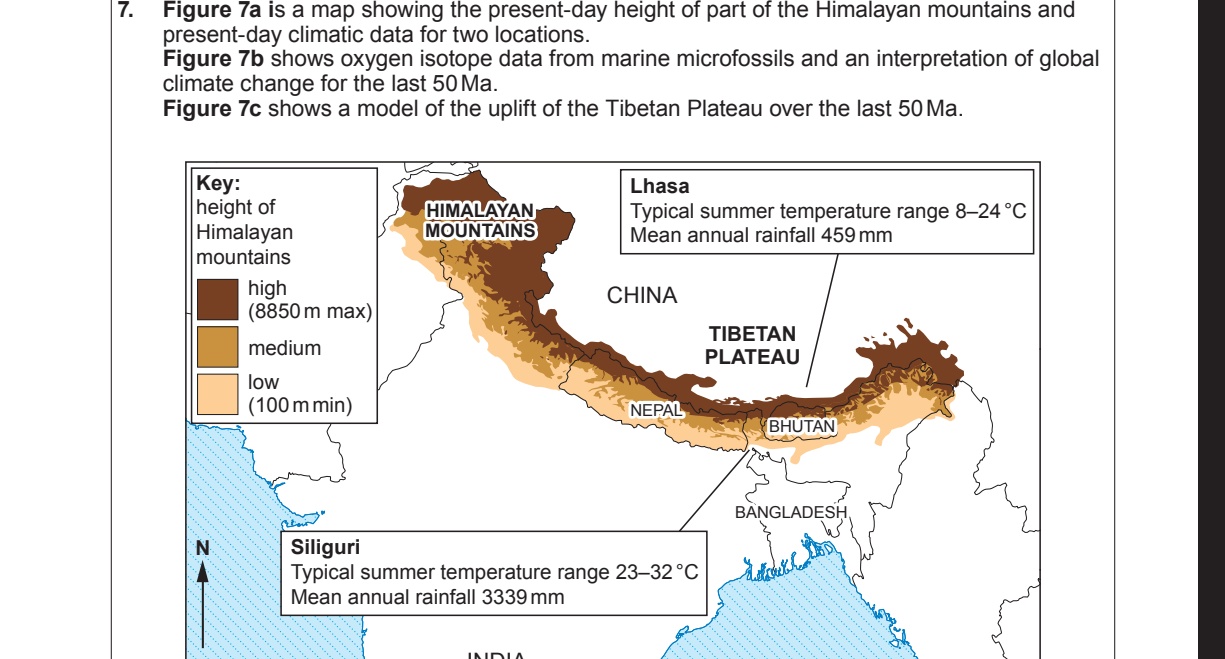 7. Figure 7a is a map showing the present-day height of part of the Himalayan mountains and
present-day climatic data for two locations.
Figure 7b shows oxygen isotope data from marine microfossils and an interpretation of global
climate change for the last 50 Ma.
Figure 7c shows a model of the uplift of the Tibetan Plateau over the last 50 Ma.
Key:
height of
Himalayan
mountains
high
(8850 m max)
medium
low
(100 m min)
HIMALAYAN
MOUNTAINS
Lhasa
Typical summer temperature range 8–24 °C
Mean annual rainfall 459 mm
CHINA
TIBETAN
PLATEAU
NEPAL
BHUTAN
BANGLADESH
N
Siliguri
Typical summer temperature range 23–32 °C
Mean annual rainfall 3339 mm
INDIA